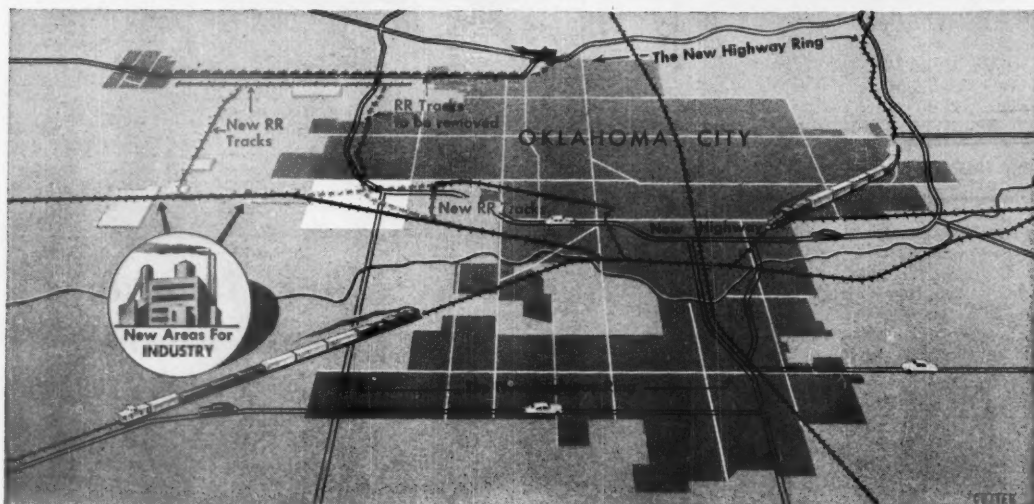 The New Highway Ring
New RR
Tracks
RR Tracks
to be removed
OKLAHOMA CITY
New RR Tracks
New Highway
New Areas For
INDUSTRY